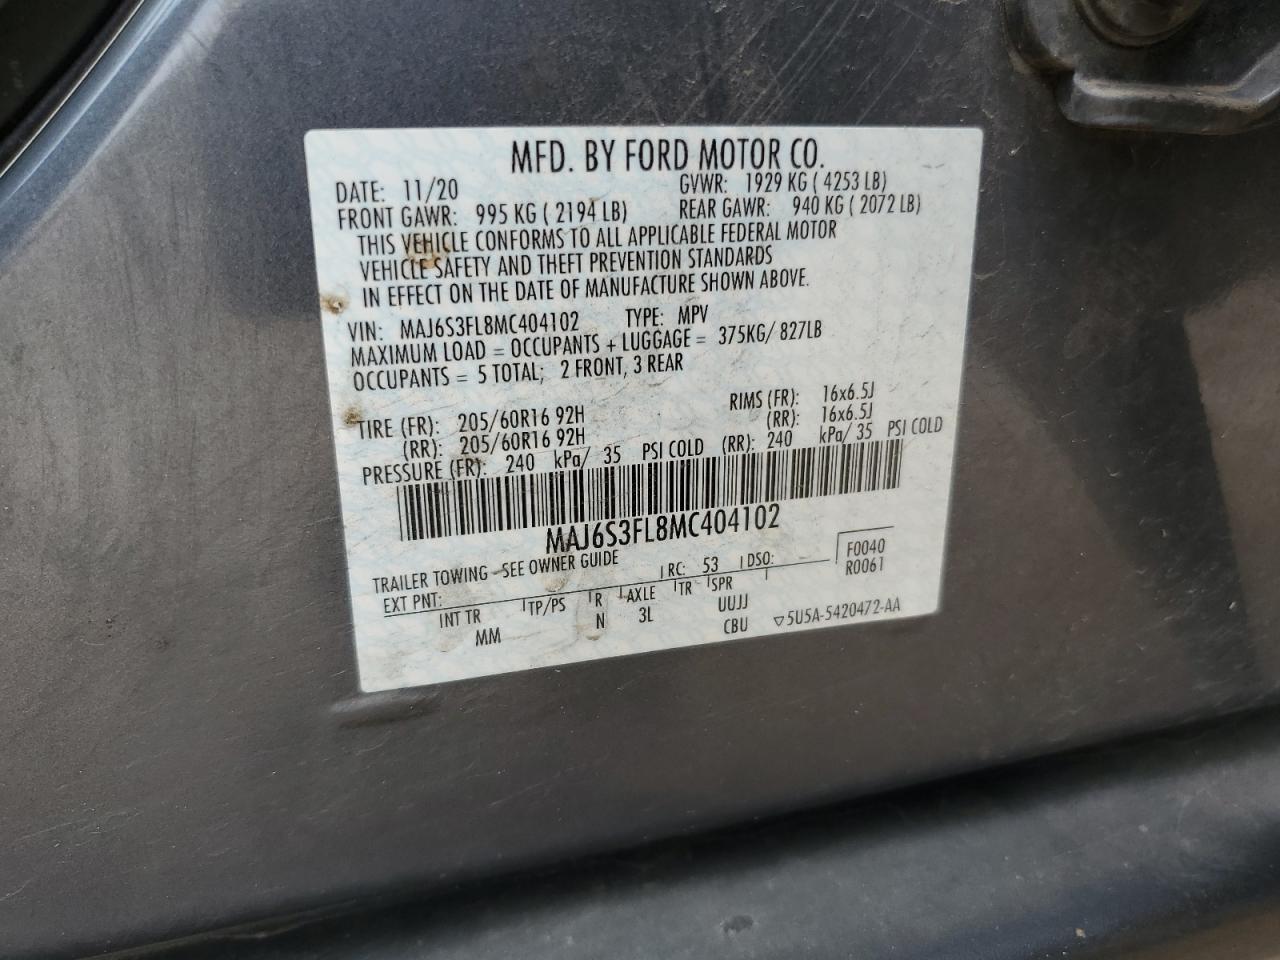 MFD. BY FORD MOTOR CO.
DATE: 11/20 GVWR: 1929 KG ( 4253 LB)
FRONT GAWR: 995 KG ( 2194 LB) REAR GAWR: 940 KG ( 2072 LB)
THIS VEHICLE CONFORMS TO ALL APPLICABLE FEDERAL MOTOR
VEHICLE SAFETY AND THEFT PREVENTION STANDARDS
IN EFFECT ON THE DATE OF MANUFACTURE SHOWN ABOVE.
VIN: MAJ6S3FL8MC404102 TYPE: MPV
MAXIMUM LOAD = OCCUPANTS + LUGGAGE = 375KG/ 827LB
OCCUPANTS = 5 TOTAL; 2 FRONT, 3 REAR
TIRE (FR): 205/60R16 92H RIMS (FR): 16x6.5J
(RR): 205/60R16 92H (RR): 16x6.5J
PRESSURE (FR): 240 kPa/ 35 PSI COLD (RR): 240 kPa/ 35 PSI COLD
MAJ6S3FL8MC404102
TRAILER TOWING - SEE OWNER GUIDE
EXT PNT: RC: 53 DSO: F0040
R0061
INT TR TP/PS R AXLE TR SPR
MM N 3L UUJJ
CBU ▽5U5A-5420472-AA